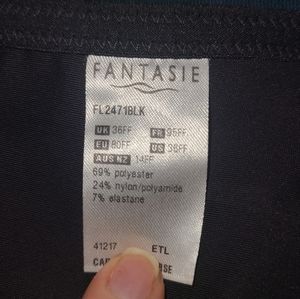 FANTASIE
FL2471BLK
UK 36FF FR 95FF
EU 80FF US 36FF
AUS NZ 14FF
69% polyester
24% nylon/polyamide
7% elastane
41217 ETL